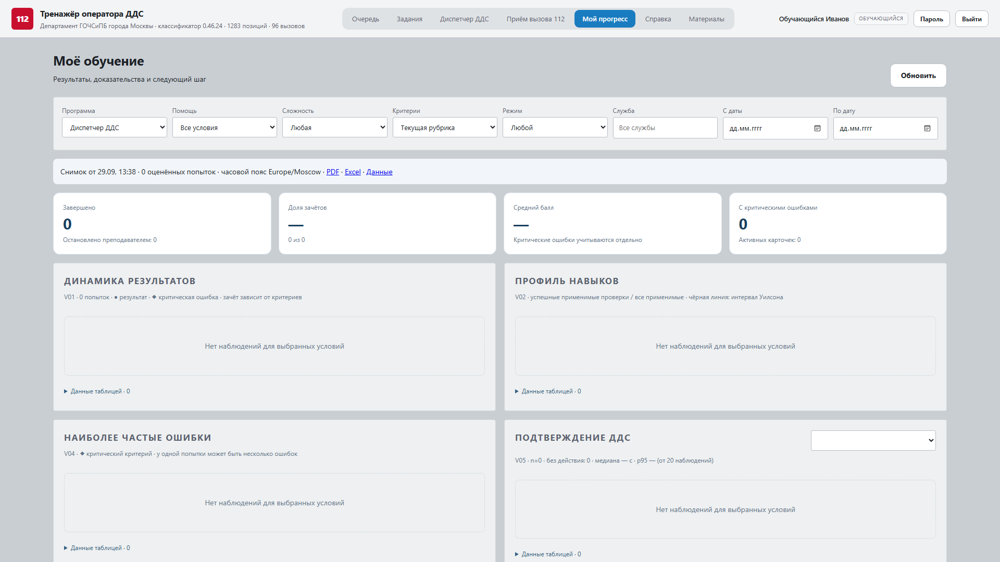 112
Тренажёр оператора ДДС
Департамент ГОЧСиПБ города Москвы · классификатор 0.46.24 · 1283 позиций · 96 вызовов
Очередь
Задания
Диспетчер ДДС
Приём вызова 112
Мой прогресс
Справка
Материалы
Обучающийся Иванов
ОБУЧАЮЩИЙСЯ
Пароль
Выйти
Моё обучение
Результаты, доказательства и следующий шаг
Обновить
Программа
Помощь
Сложность
Критерии
Режим
Служба
С даты
По дату
Диспетчер ДДС
Все условия
Любая
Текущая рубрика
Любой
Все службы
дд.мм.гггг
дд.мм.гггг
Снимок от 29.09, 13:38 · 0 оценённых попыток · часовой пояс Europe/Moscow · PDF · Excel · Данные
Завершено
0
Остановлено преподавателем: 0
Доля зачётов
—
0 из 0
Средний балл
—
Критические ошибки учитываются отдельно
С критическими ошибками
0
Активных карточек: 0
ДИНАМИКА РЕЗУЛЬТАТОВ
V01 · 0 попыток · ● результат · ◆ критическая ошибка · зачёт зависит от критериев
Нет наблюдений для выбранных условий
▶ Данные таблицей · 0
ПРОФИЛЬ НАВЫКОВ
V02 · успешные применимые проверки / все применимые · чёрная линия: интервал Уилсона
Нет наблюдений для выбранных условий
▶ Данные таблицей · 0
НАИБОЛЕЕ ЧАСТЫЕ ОШИБКИ
V04 · ◆ критический критерий · у одной попытки может быть несколько ошибок
Нет наблюдений для выбранных условий
▶ Данные таблицей · 0
ПОДТВЕРЖДЕНИЕ ДДС
V05 · n=0 · без действия: 0 · медиана — с · p95 — (от 20 наблюдений)
Нет наблюдений для выбранных условий
▶ Данные таблицей · 0